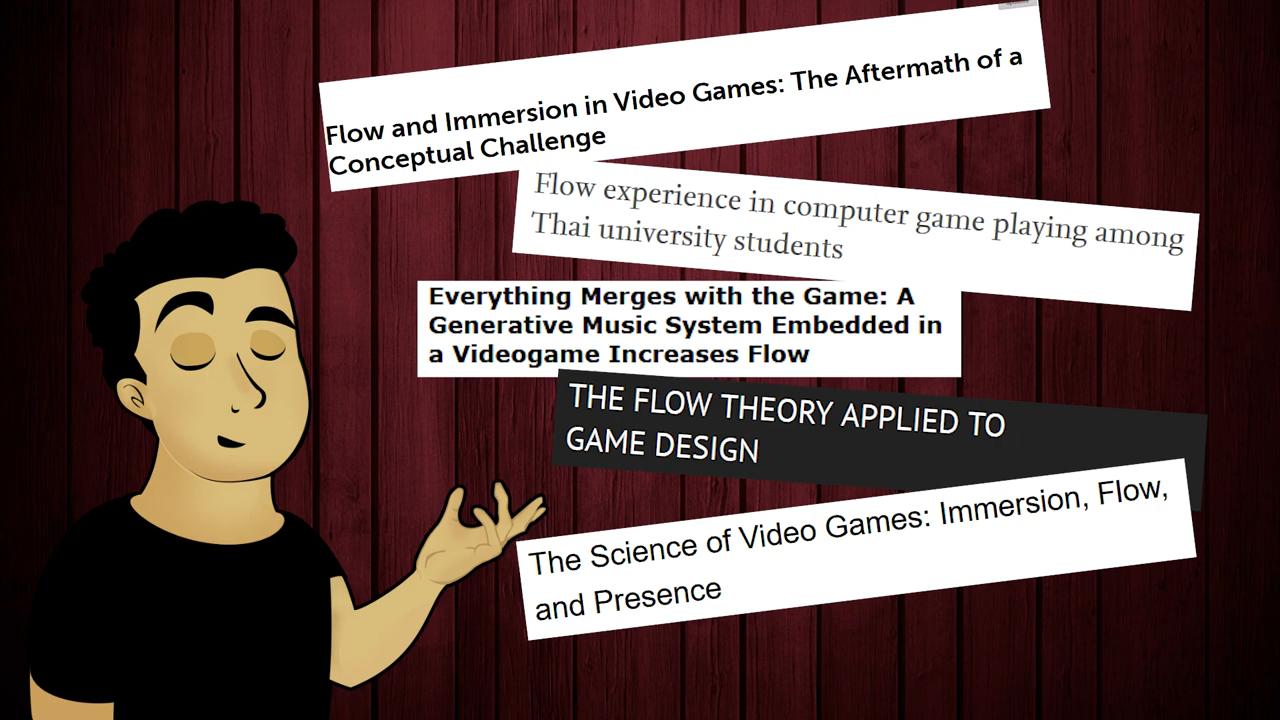 Flow and Immersion in Video Games: The Aftermath of a
Conceptual Challenge
Flow experience in computer game playing among
Thai university students
Everything Merges with the Game: A
Generative Music System Embedded in
a Videogame Increases Flow
THE FLOW THEORY APPLIED TO
GAME DESIGN
The Science of Video Games: Immersion, Flow,
and Presence